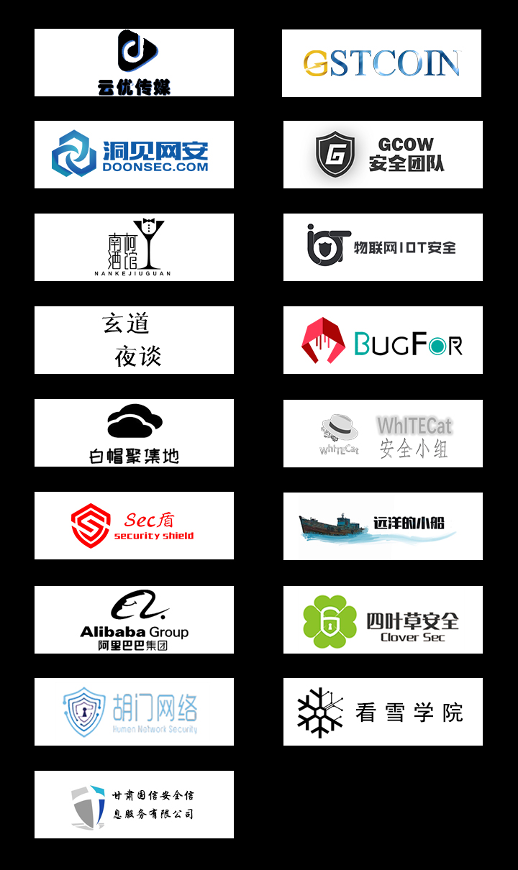 云优传媒
GSTCOIN
洞见网安
DOONSEC.COM
GCOW
安全团队
南柯
酒馆
NANKEJIUGUAN
IOT
物联网IOT安全
玄道
夜谈
BUGFOR
白帽聚集地
WhITECat
WhITECat
安全小组
Sec盾
security shield
远洋的小船
Alibaba Group
阿里巴巴集团
四叶草安全
Clover Sec
胡门网络
Human Network Security
看雪学院
甘肃国信安全信
息服务有限公司